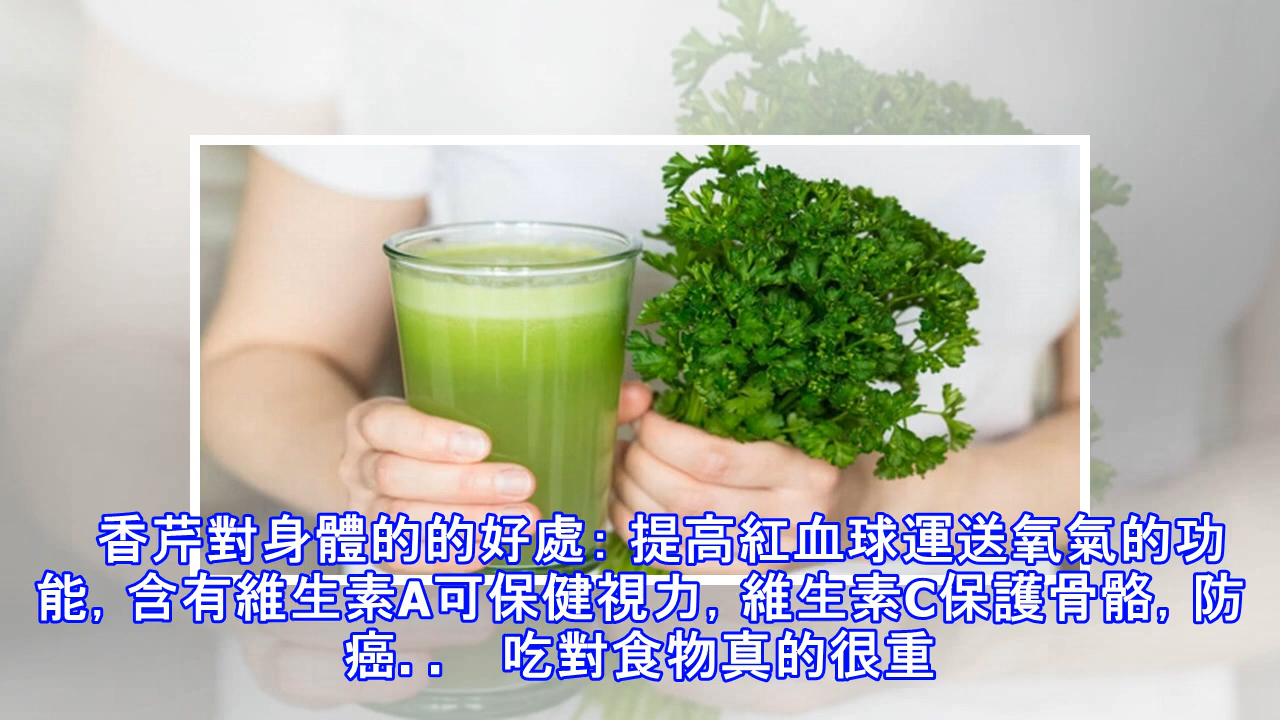 香芹對身體的的好處: 提高紅血球運送氧氣的功
能, 含有維生素A可保健視力, 維生素C保護骨骼, 防
癌. . 吃對食物真的很重